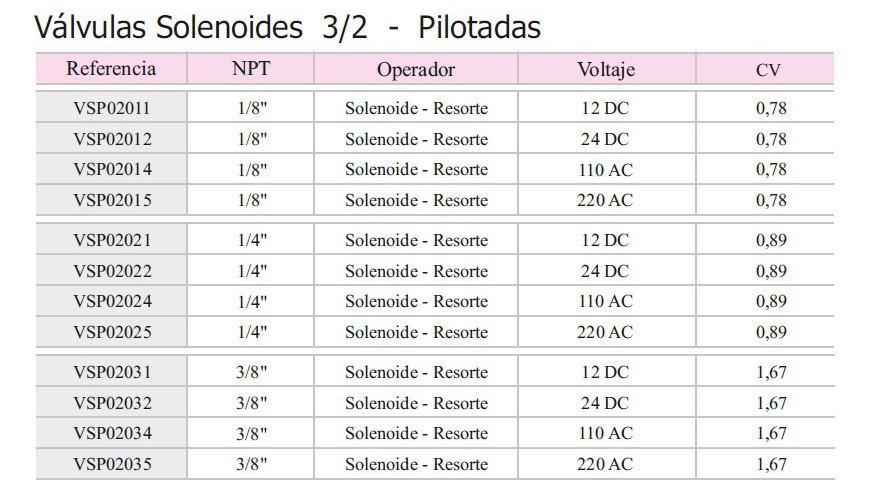 Válvulas Solenoides 3/2 - Pilotadas
Referencia NPT Operador Voltaje CV
VSP02011 1/8" Solenoide - Resorte 12 DC 0,78
VSP02012 1/8" Solenoide - Resorte 24 DC 0,78
VSP02014 1/8" Solenoide - Resorte 110 AC 0,78
VSP02015 1/8" Solenoide - Resorte 220 AC 0,78
VSP02021 1/4" Solenoide - Resorte 12 DC 0,89
VSP02022 1/4" Solenoide - Resorte 24 DC 0,89
VSP02024 1/4" Solenoide - Resorte 110 AC 0,89
VSP02025 1/4" Solenoide - Resorte 220 AC 0,89
VSP02031 3/8" Solenoide - Resorte 12 DC 1,67
VSP02032 3/8" Solenoide - Resorte 24 DC 1,67
VSP02034 3/8" Solenoide - Resorte 110 AC 1,67
VSP02035 3/8" Solenoide - Resorte 220 AC 1,67